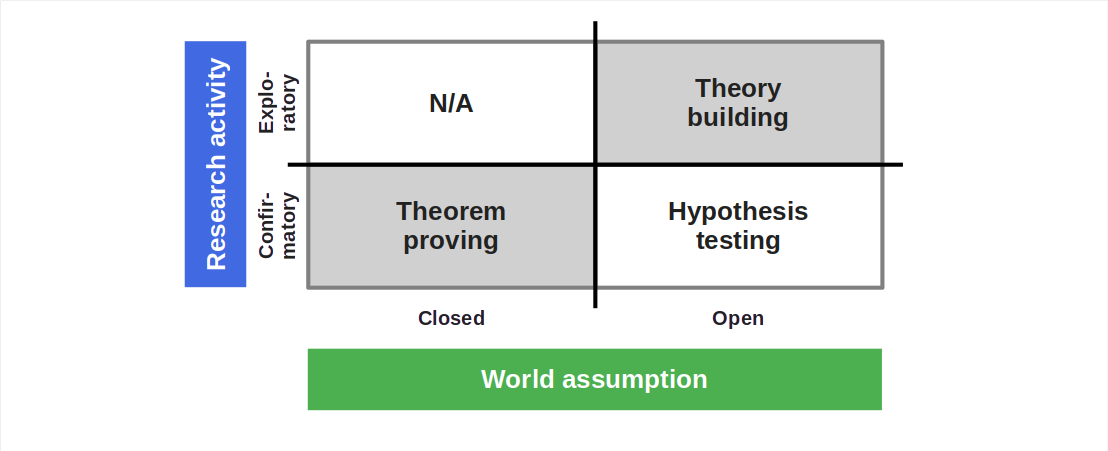 Research activity
Explo-
ratory
N/A
Theory
building
Confir-
matory
Theorem
proving
Hypothesis
testing
Closed
Open
World assumption